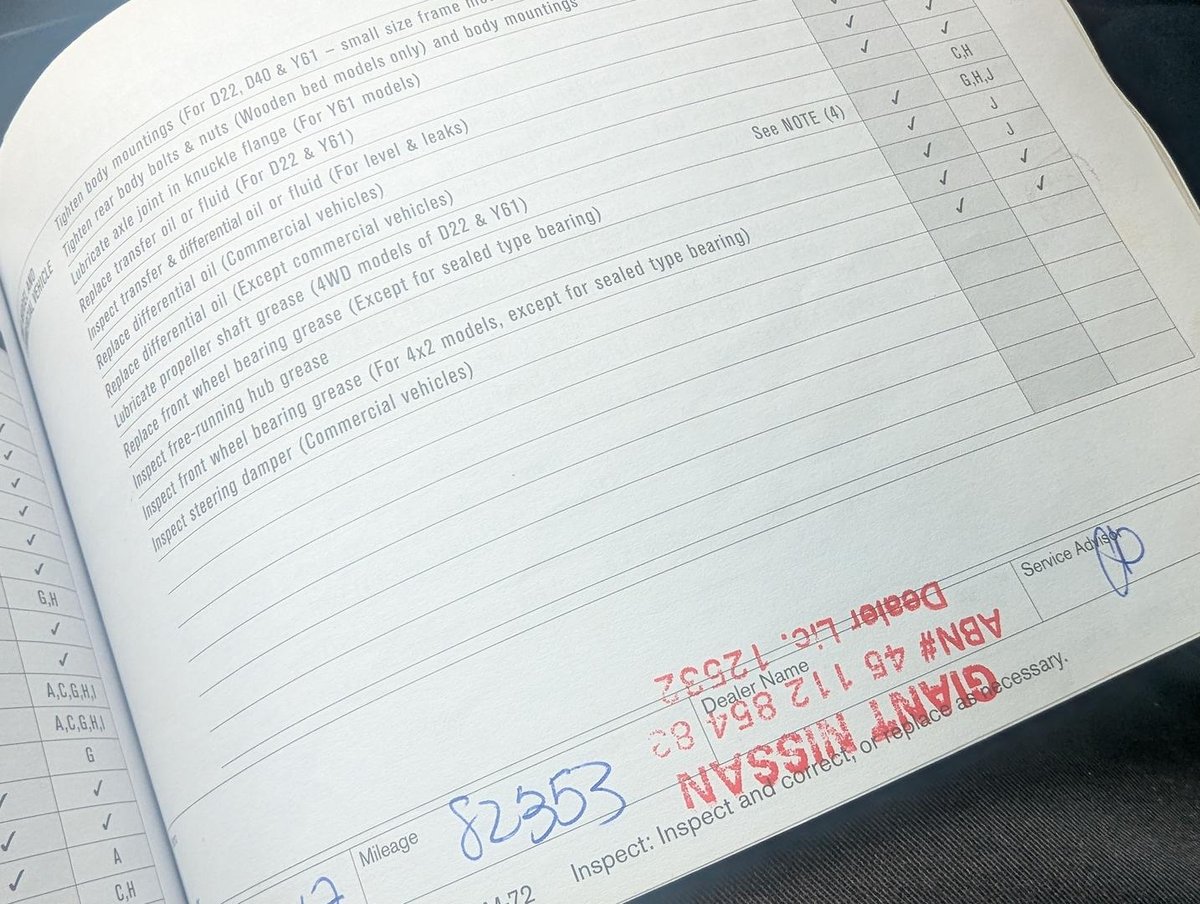 Tighten body mountings (For D22, D40 & Y61 – small size frame
Tighten rear body bolts & nuts (Wooden bed models only) and body mountings
Lubricate axle joint in knuckle flange (For Y61 models)
Replace transfer oil or fluid (For D22 & Y61)
Inspect transfer & differential oil or fluid (For level & leaks)
Replace differential oil (Commercial vehicles)
Replace differential oil (Except commercial vehicles)
Lubricate propeller shaft grease (4WD models of D22 & Y61)
Replace front wheel bearing grease (Except for sealed type bearing)
Inspect free-running hub grease
Inspect front wheel bearing grease (For 4x2 models, except for sealed type bearing)
Inspect steering damper (Commercial vehicles)
See NOTE (4)
C,H
G,H,J
J
J
G,H
A,C,G,H,I
A,C,G,H,I
G
A
C,H
Mileage
82353
Dealer Name
Service Advisor
GIANT NISSAN
ABN# 45 112 854 82
Dealer Lic. 12532
Inspect: Inspect and correct, or replace as necessary.